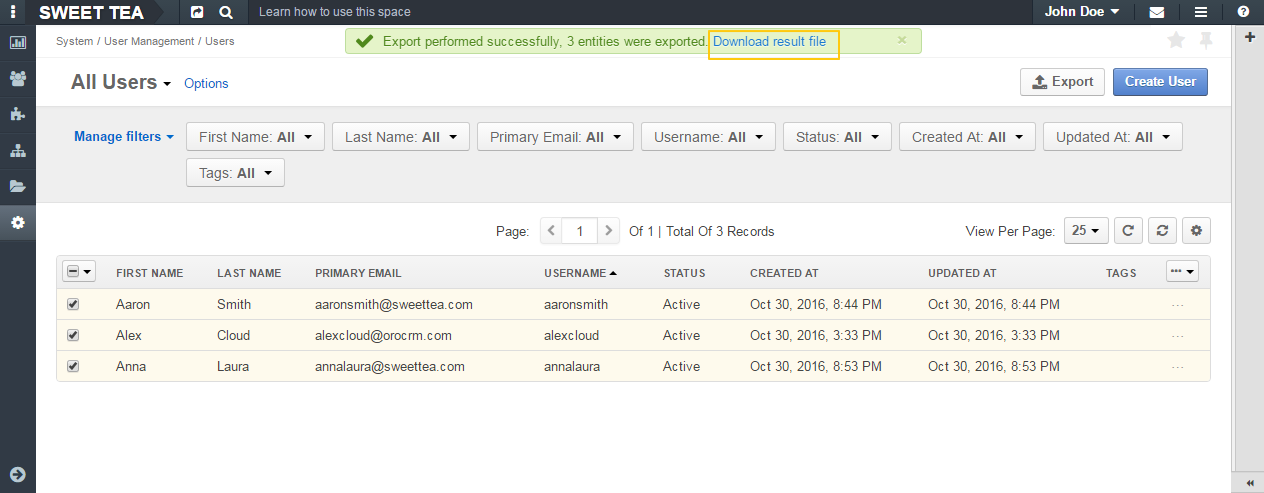 SWEET TEA Learn how to use this space John Doe
System / User Management / Users
Export performed successfully, 3 entities were exported. Download result file ×
All Users Options Export Create User
Manage filters First Name: All Last Name: All Primary Email: All Username: All Status: All Created At: All Updated At: All
Tags: All
Page: 1 Of 1 | Total Of 3 Records View Per Page: 25
FIRST NAME LAST NAME PRIMARY EMAIL USERNAME STATUS CREATED AT UPDATED AT TAGS
Aaron Smith aaronsmith@sweettea.com aaronsmith Active Oct 30, 2016, 8:44 PM Oct 30, 2016, 8:44 PM ...
Alex Cloud alexcloud@orocrm.com alexcloud Active Oct 30, 2016, 3:33 PM Oct 30, 2016, 3:33 PM ...
Anna Laura annalaura@sweettea.com annalaura Active Oct 30, 2016, 8:53 PM Oct 30, 2016, 8:53 PM ...